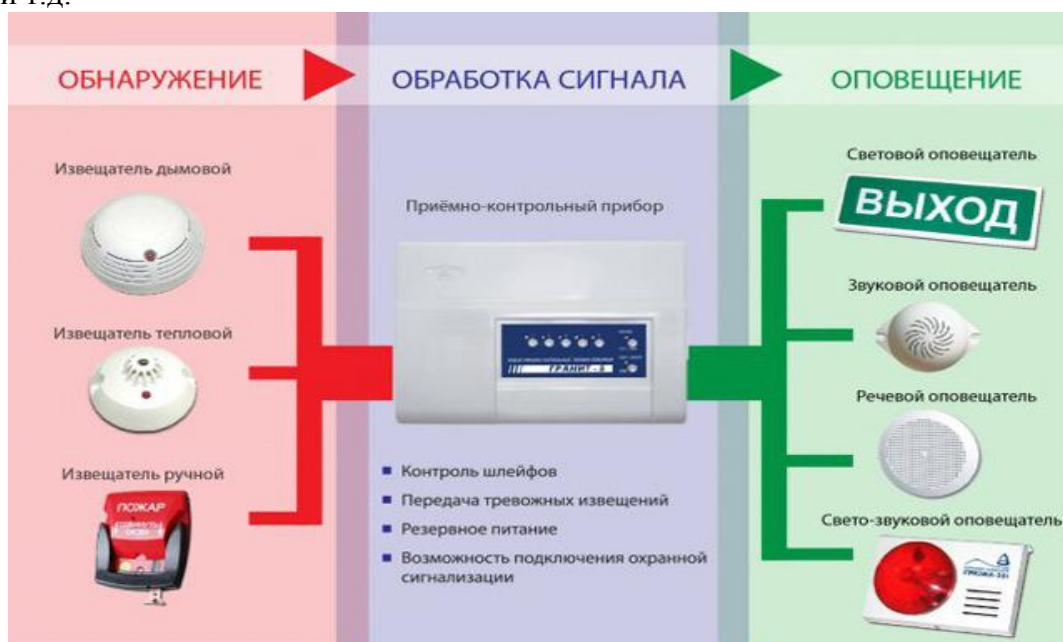 и т.д.
ОБНАРУЖЕНИЕ
ОБРАБОТКА СИГНАЛА
ОПОВЕЩЕНИЕ
Извещатель дымовой
Извещатель тепловой
Извещатель ручной
ПОЖАР
Приёмно-контрольный прибор
ГРАНИТ-5
Контроль шлейфов
Передача тревожных извещений
Резервное питание
Возможность подключения охранной
сигнализации
Световой оповещатель
ВЫХОД
Звуковой оповещатель
Речевой оповещатель
Свето-звуковой оповещатель